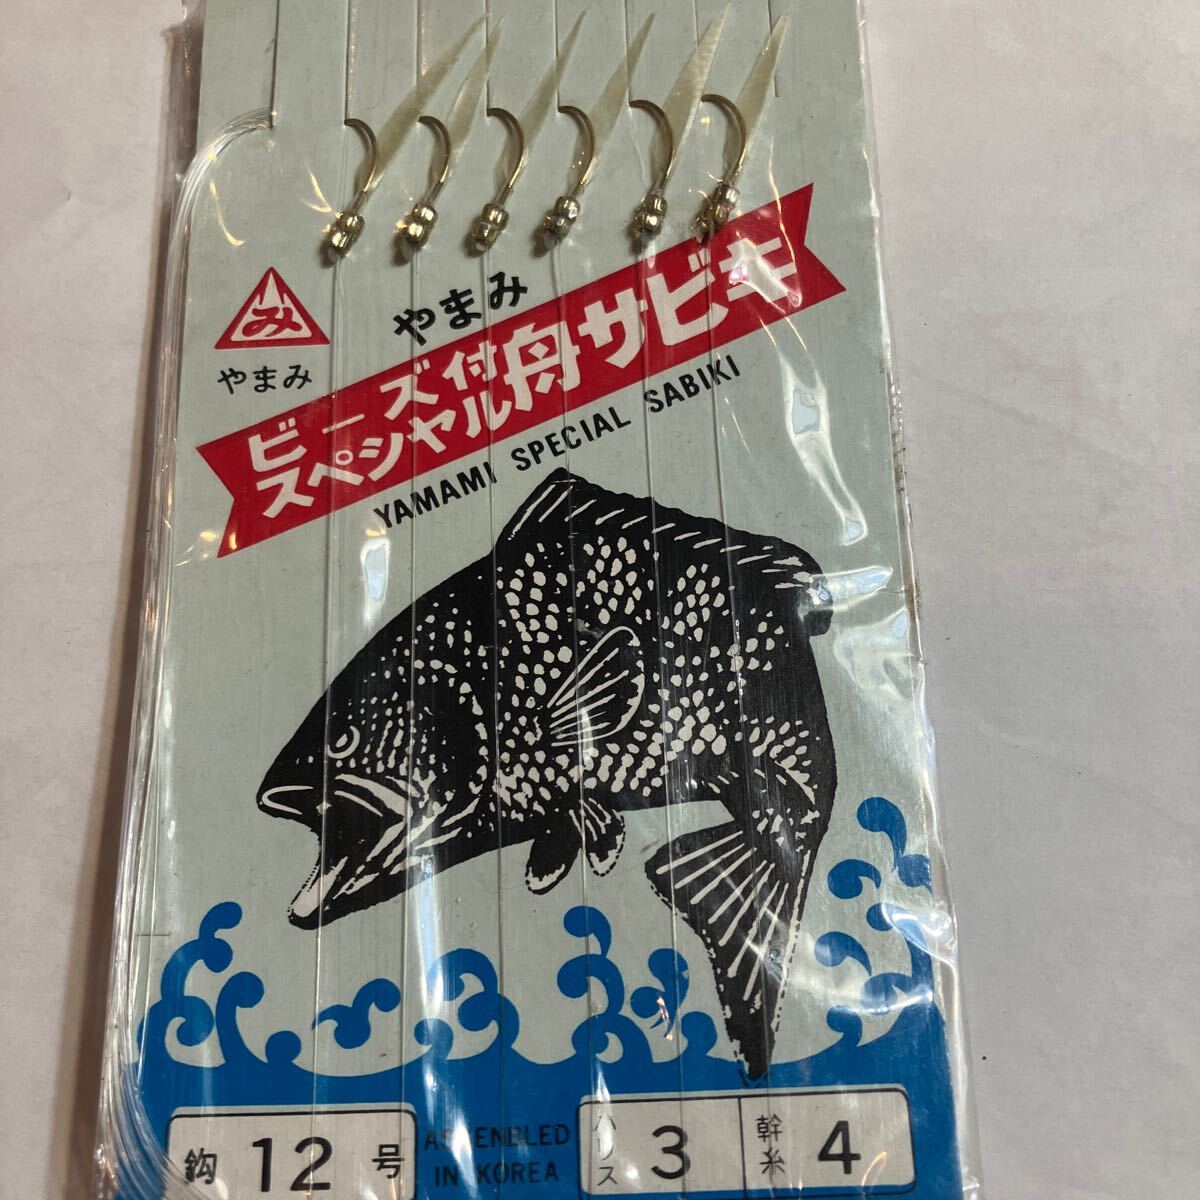 み
やまみ
やまみ
ビーズ付
スペシャル
舟サビキ
YAMAMI SPECIAL SABIKI
鈎 12 号
ASSENBLED
IN KOREA
ハリス 3
幹糸 4